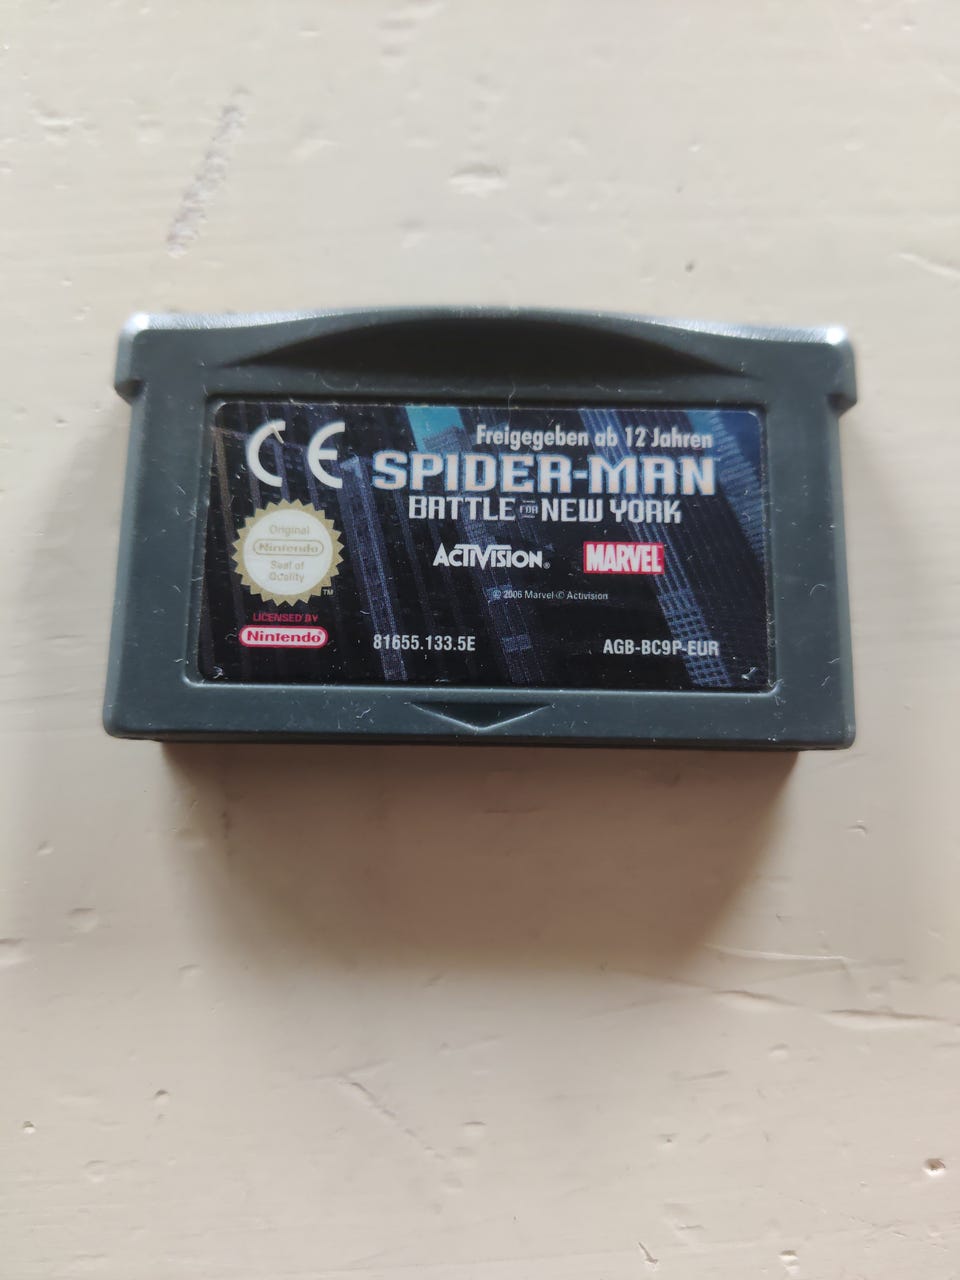 CE
Freigegeben ab 12 Jahren
SPIDER-MAN
BATTLE FOR NEW YORK
Original
Nintendo
Seal of
Quality
TM
ACTIVISION®
MARVEL
© 2006 Marvel © Activision
LICENSED BY
Nintendo®
81655.133.5E
AGB-BC9P-EUR